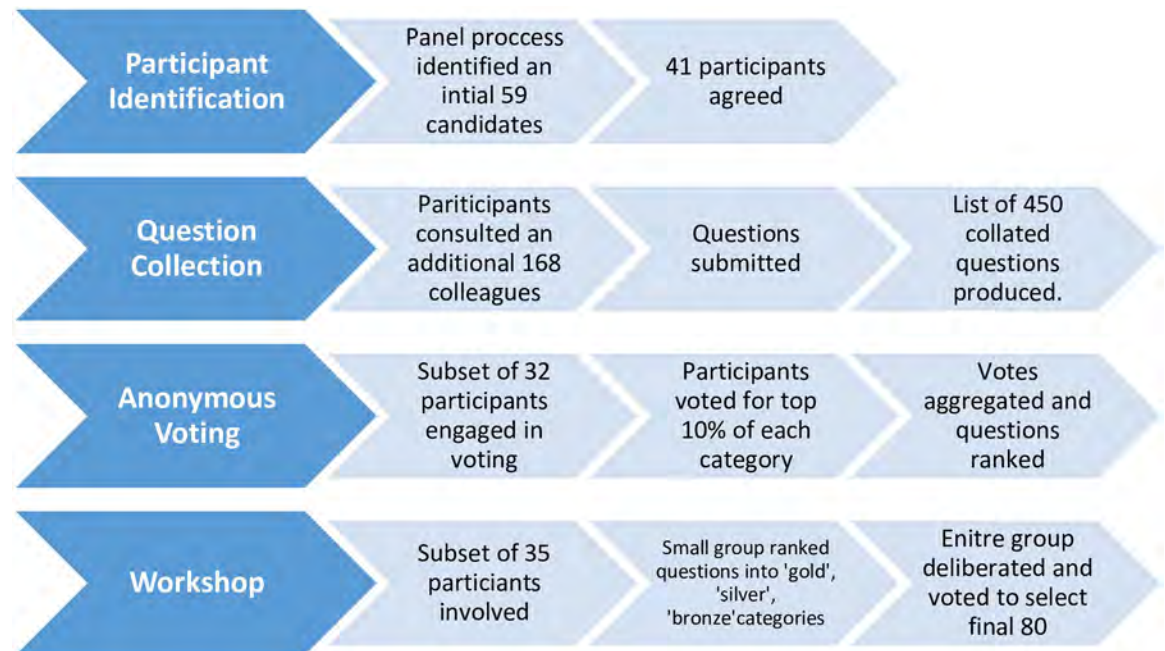 Participant
Identification
Panel proccess
identified an
intial 59
candidates
41 participants
agreed
Question
Collection
Pariticipants
consulted an
additional 168
colleagues
Questions
submitted
List of 450
collated
questions
produced.
Anonymous
Voting
Subset of 32
participants
engaged in
voting
Participants
voted for top
10% of each
category
Votes
aggregated and
questions
ranked
Workshop
Subset of 35
particiants
involved
Small group ranked
questions into 'gold',
'silver',
'bronze'categories
Enitre group
deliberated and
voted to select
final 80